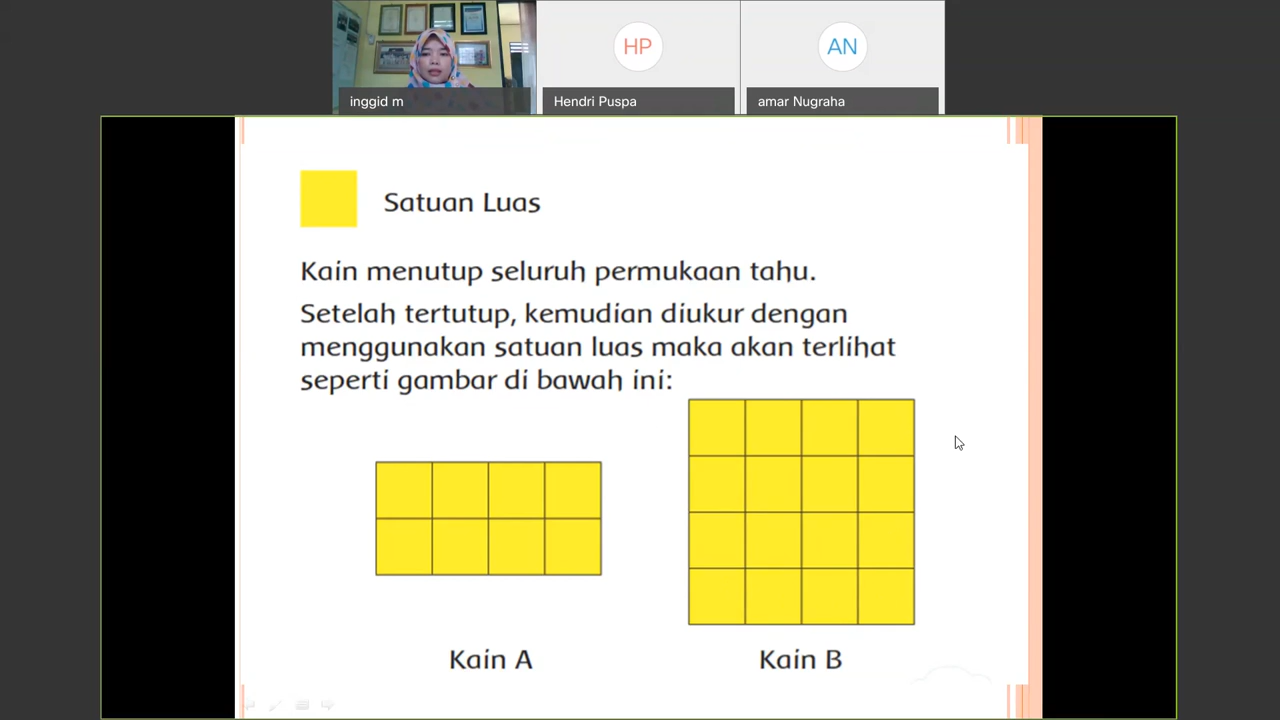 HP
AN
inggid m
Hendri Puspa
amar Nugraha
Satuan Luas
Kain menutup seluruh permukaan tahu.
Setelah tertutup, kemudian diukur dengan
menggunakan satuan luas maka akan terlihat
seperti gambar di bawah ini:
Kain A
Kain B